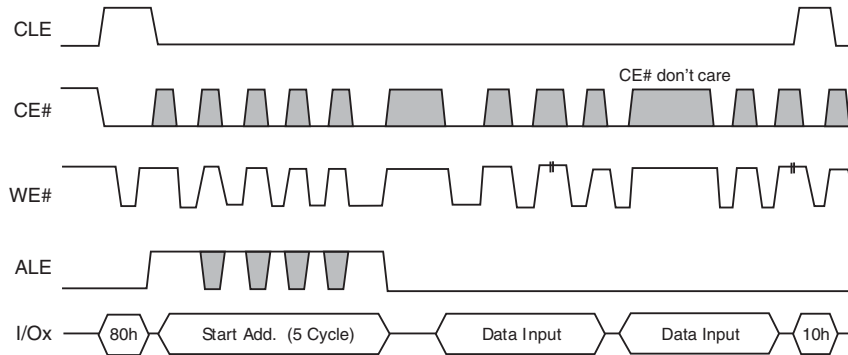 CLE
CE# don't care
CE#
WE#
ALE
I/Ox 80h Start Add. (5 Cycle) Data Input Data Input 10h